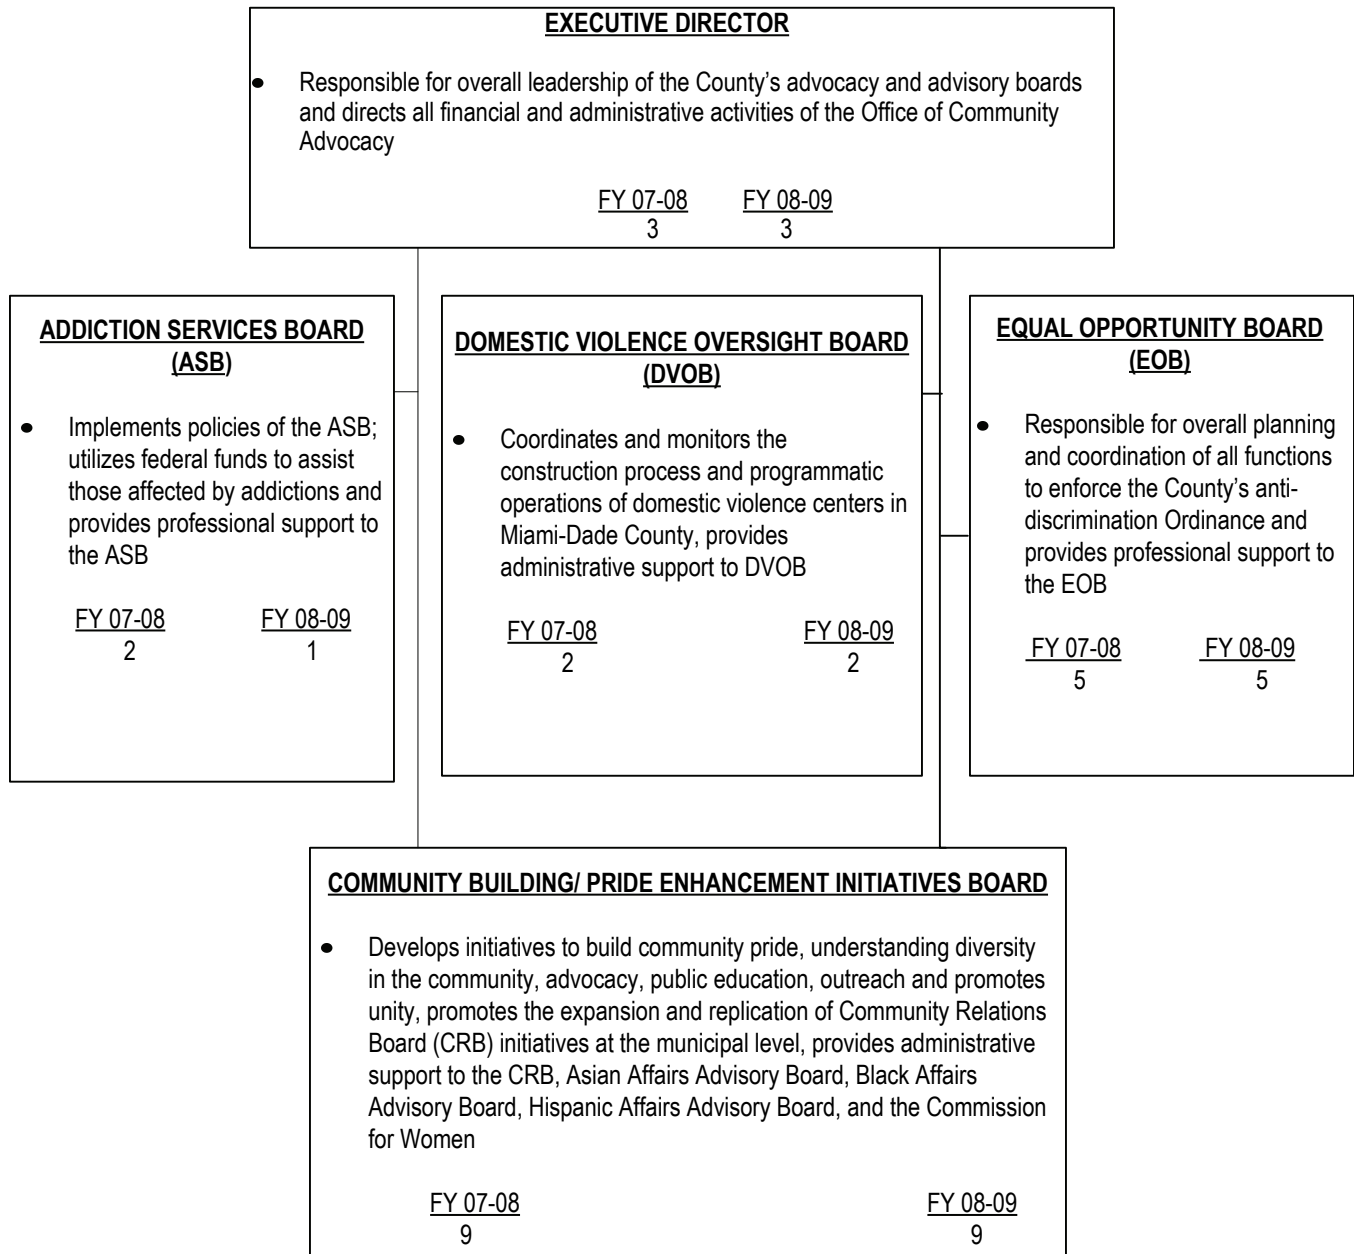 EXECUTIVE DIRECTOR
• Responsible for overall leadership of the County's advocacy and advisory boards
and directs all financial and administrative activities of the Office of Community
Advocacy
FY 07-08 FY 08-09
3 3
ADDICTION SERVICES BOARD
(ASB)
• Implements policies of the ASB;
utilizes federal funds to assist
those affected by addictions and
provides professional support to
the ASB
FY 07-08 FY 08-09
2 1
DOMESTIC VIOLENCE OVERSIGHT BOARD
(DVOB)
• Coordinates and monitors the
construction process and programmatic
operations of domestic violence centers in
Miami-Dade County, provides
administrative support to DVOB
FY 07-08 FY 08-09
2 2
EQUAL OPPORTUNITY BOARD
(EOB)
• Responsible for overall planning
and coordination of all functions
to enforce the County's anti-
discrimination Ordinance and
provides professional support to
the EOB
FY 07-08 FY 08-09
5 5
COMMUNITY BUILDING/ PRIDE ENHANCEMENT INITIATIVES BOARD
• Develops initiatives to build community pride, understanding diversity
in the community, advocacy, public education, outreach and promotes
unity, promotes the expansion and replication of Community Relations
Board (CRB) initiatives at the municipal level, provides administrative
support to the CRB, Asian Affairs Advisory Board, Black Affairs
Advisory Board, Hispanic Affairs Advisory Board, and the Commission
for Women
FY 07-08 FY 08-09
9 9